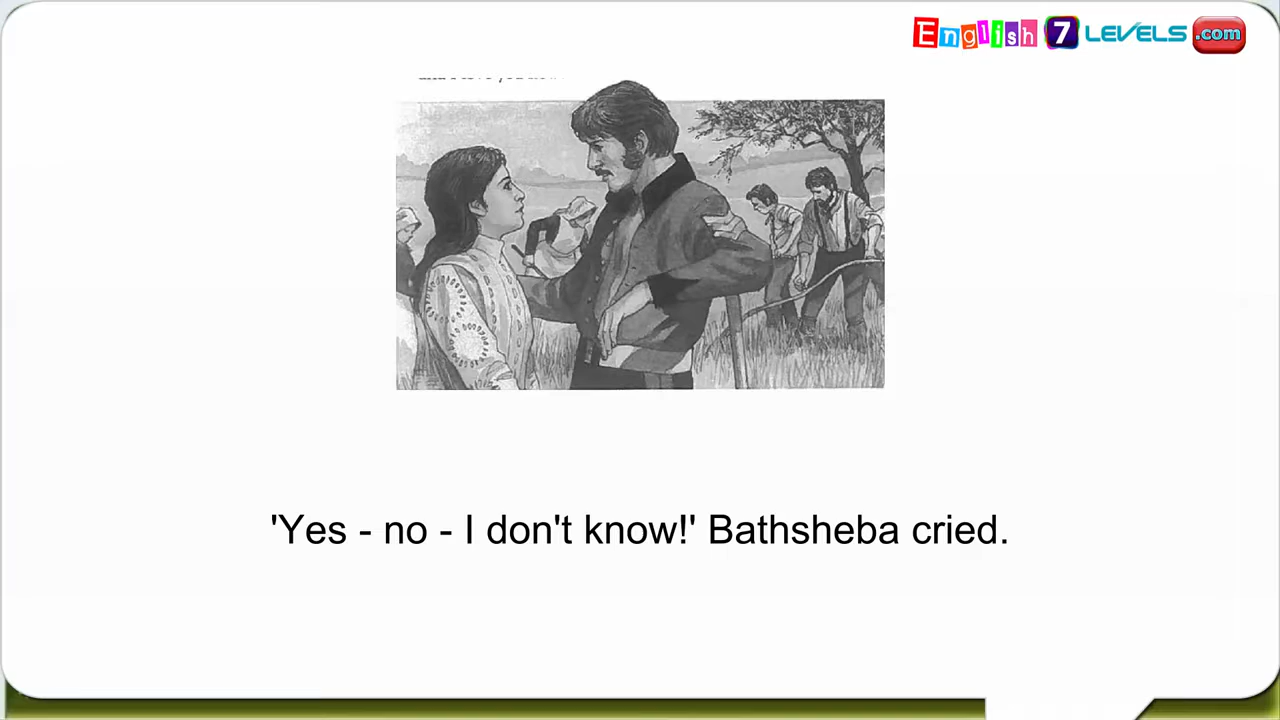 English 7 LEVELS .com
'Yes - no - I don't know!' Bathsheba cried.